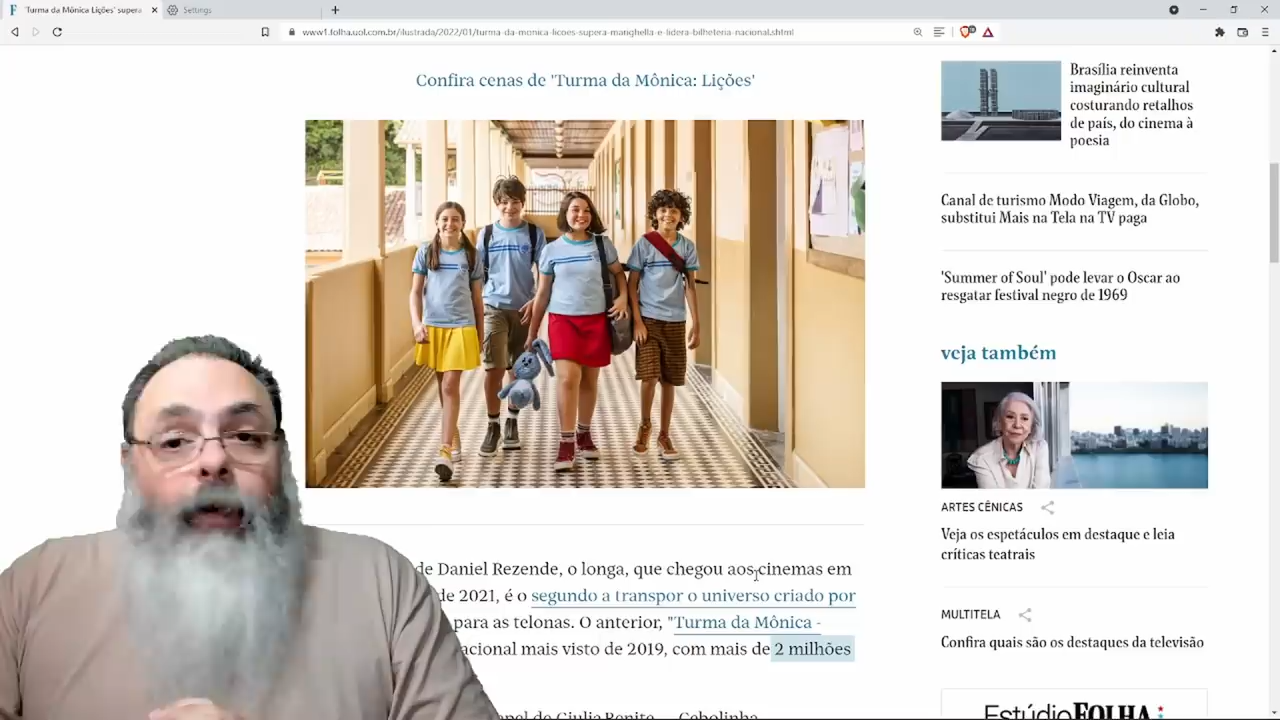 'Turma da Mônica Lições' supera
Settings
www1.folha.uol.com.br/ilustrada/2022/01/turma-da-monica-licoes-supera-marighella-e-lidera-bilheteria-nacional.shtml
Confira cenas de 'Turma da Mônica: Lições'
de Daniel Rezende, o longa, que chegou aos cinemas em
de 2021, é o segundo a transpor o universo criado por
para as telonas. O anterior, "Turma da Mônica -
acional mais visto de 2019, com mais de 2 milhões
apel de Giulia Benite — Cebolinha
Brasília reinventa
imaginário cultural
costurando retalhos
de país, do cinema à
poesia
Canal de turismo Modo Viagem, da Globo,
substitui Mais na Tela na TV paga
'Summer of Soul' pode levar o Oscar ao
resgatar festival negro de 1969
veja também
ARTES CÊNICAS
Veja os espetáculos em destaque e leia
críticas teatrais
MULTITELA
Confira quais são os destaques da televisão
EstúdioFOLHA